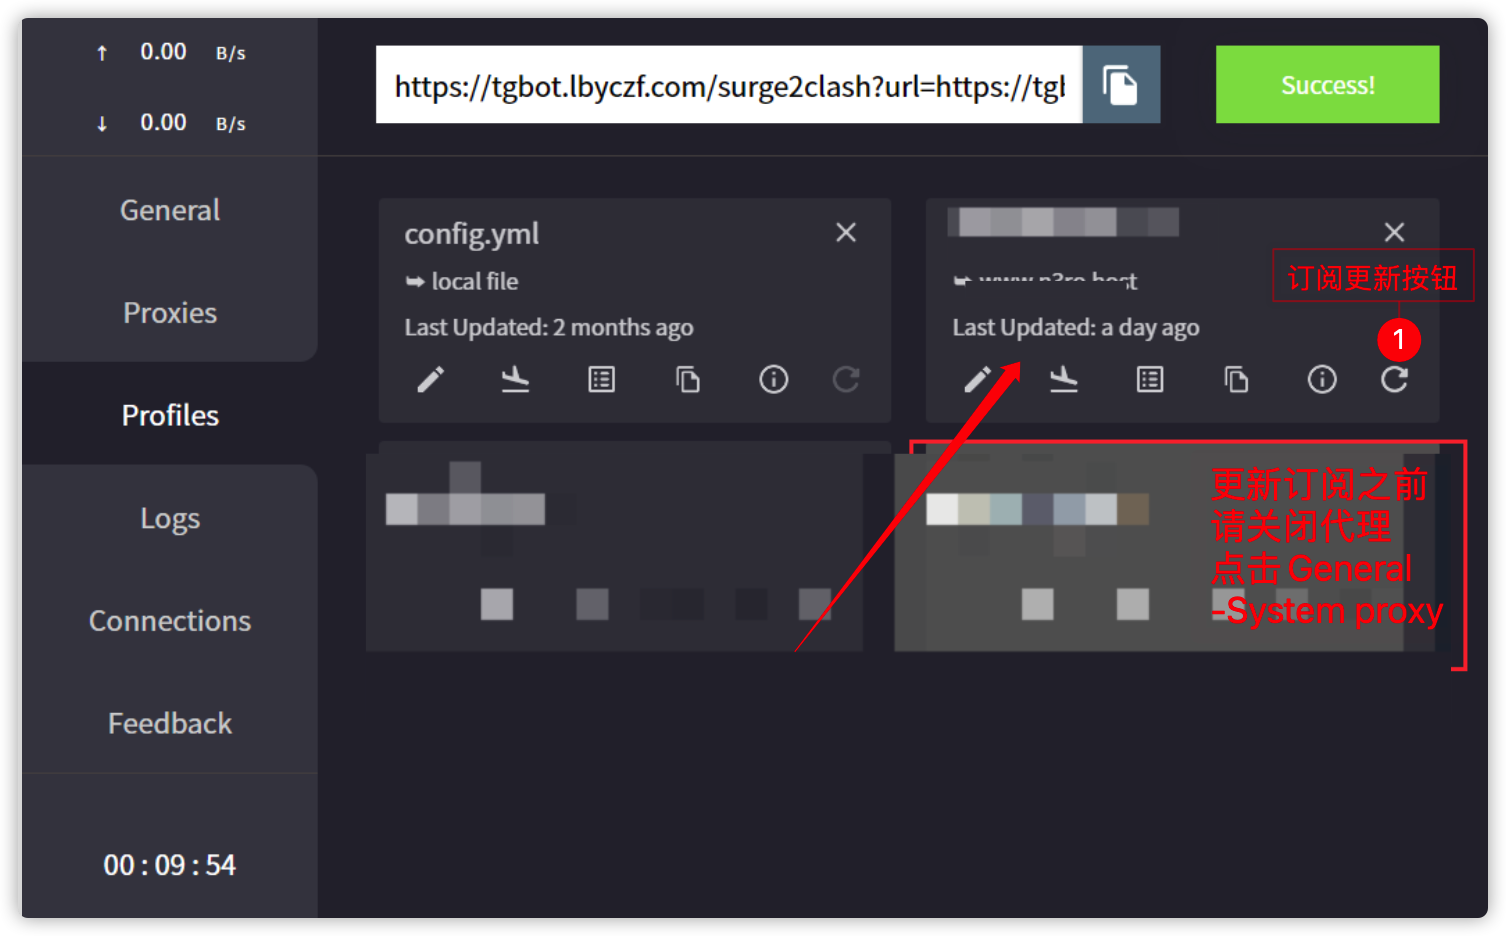 ↑ 0.00 B/s
↓ 0.00 B/s
https://tgbot.lbyczf.com/surge2clash?url=https://tgl
Success!
General
Proxies
Profiles
Logs
Connections
Feedback
00 : 09 : 54
config.yml
local file
Last Updated: 2 months ago
www.n3ro.host
订阅更新按钮
Last Updated: a day ago
1
更新订阅之前
请关闭代理
点击 General
-System proxy